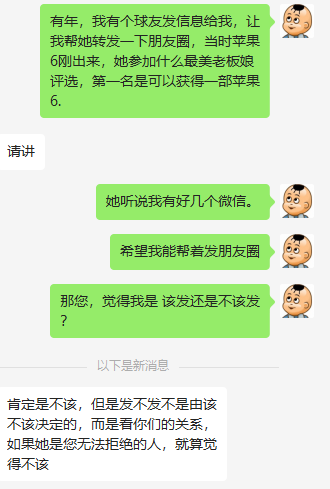 有年，我有个球友发信息给我，让
我帮她转发一下朋友圈，当时苹果
6刚出来，她参加什么最美老板娘
评选，第一名是可以获得一部苹果
6.
请讲
她听说我有好几个微信。
希望我能帮着发朋友圈
那您，觉得我是 该发还是不该发
？
以下是新消息
肯定是不该，但是发不发不是由该
不该决定的，而是看你们的关系，
如果她是您无法拒绝的人，就算觉
得不该